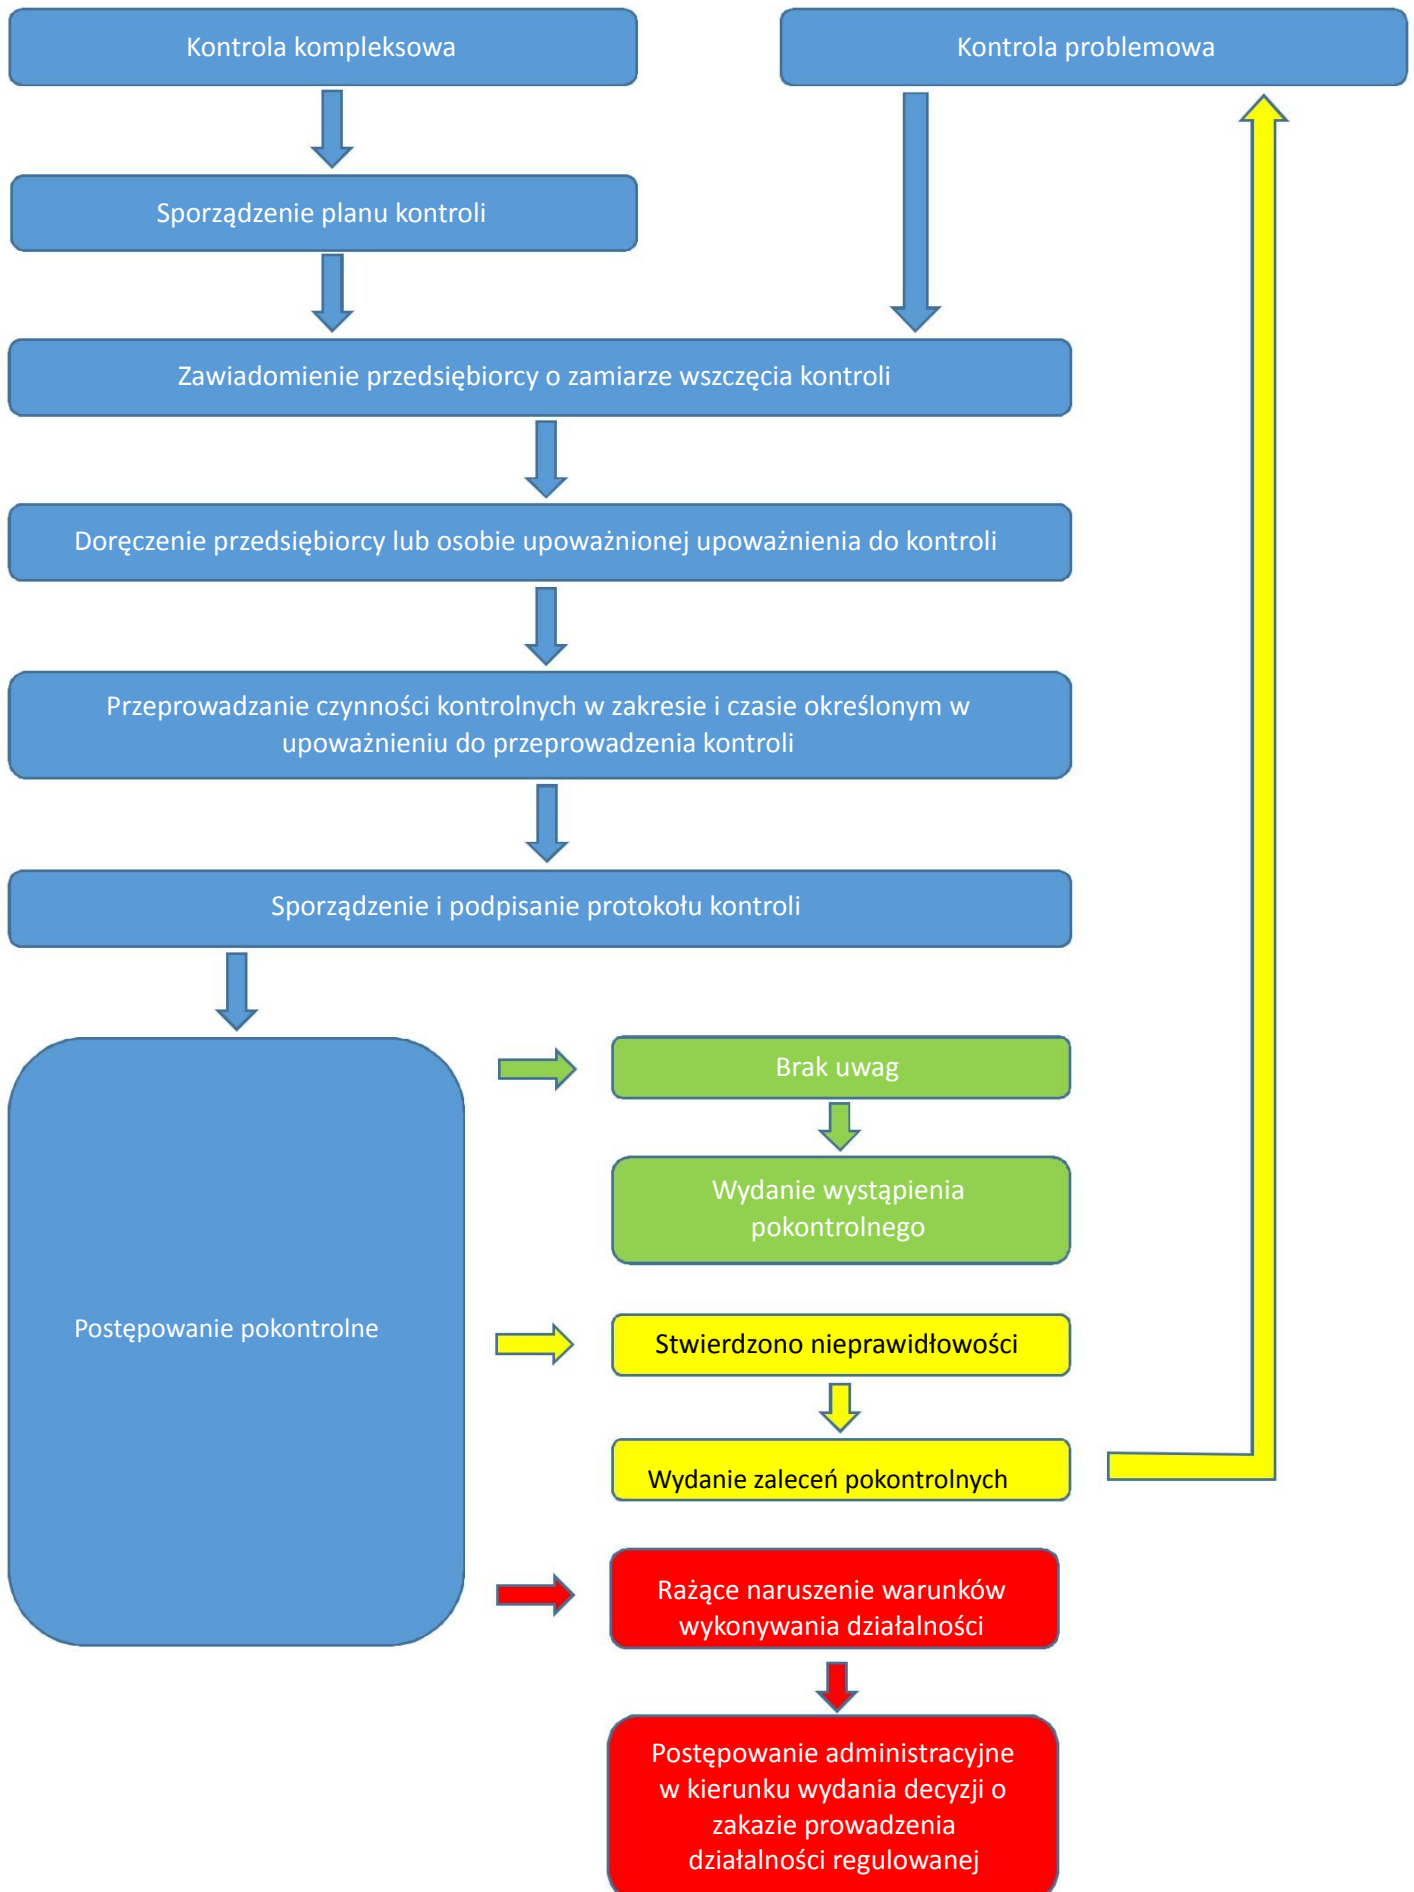 Kontrola kompleksowa
Kontrola problemowa
Sporządzenie planu kontroli
Zawiadomienie przedsiębiorcy o zamiarze wszczęcia kontroli
Doręczenie przedsiębiorcy lub osobie upoważnionej upoważnienia do kontroli
Przeprowadzanie czynności kontrolnych w zakresie i czasie określonym w
upoważnieniu do przeprowadzenia kontroli
Sporządzenie i podpisanie protokołu kontroli
Postępowanie pokontrolne
Brak uwag
Wydanie wystąpienia
pokontrolnego
Stwierdzono nieprawidłowości
Wydanie zaleceń pokontrolnych
Rażące naruszenie warunków
wykonywania działalności
Postępowanie administracyjne
w kierunku wydania decyzji o
zakazie prowadzenia
działalności regulowanej